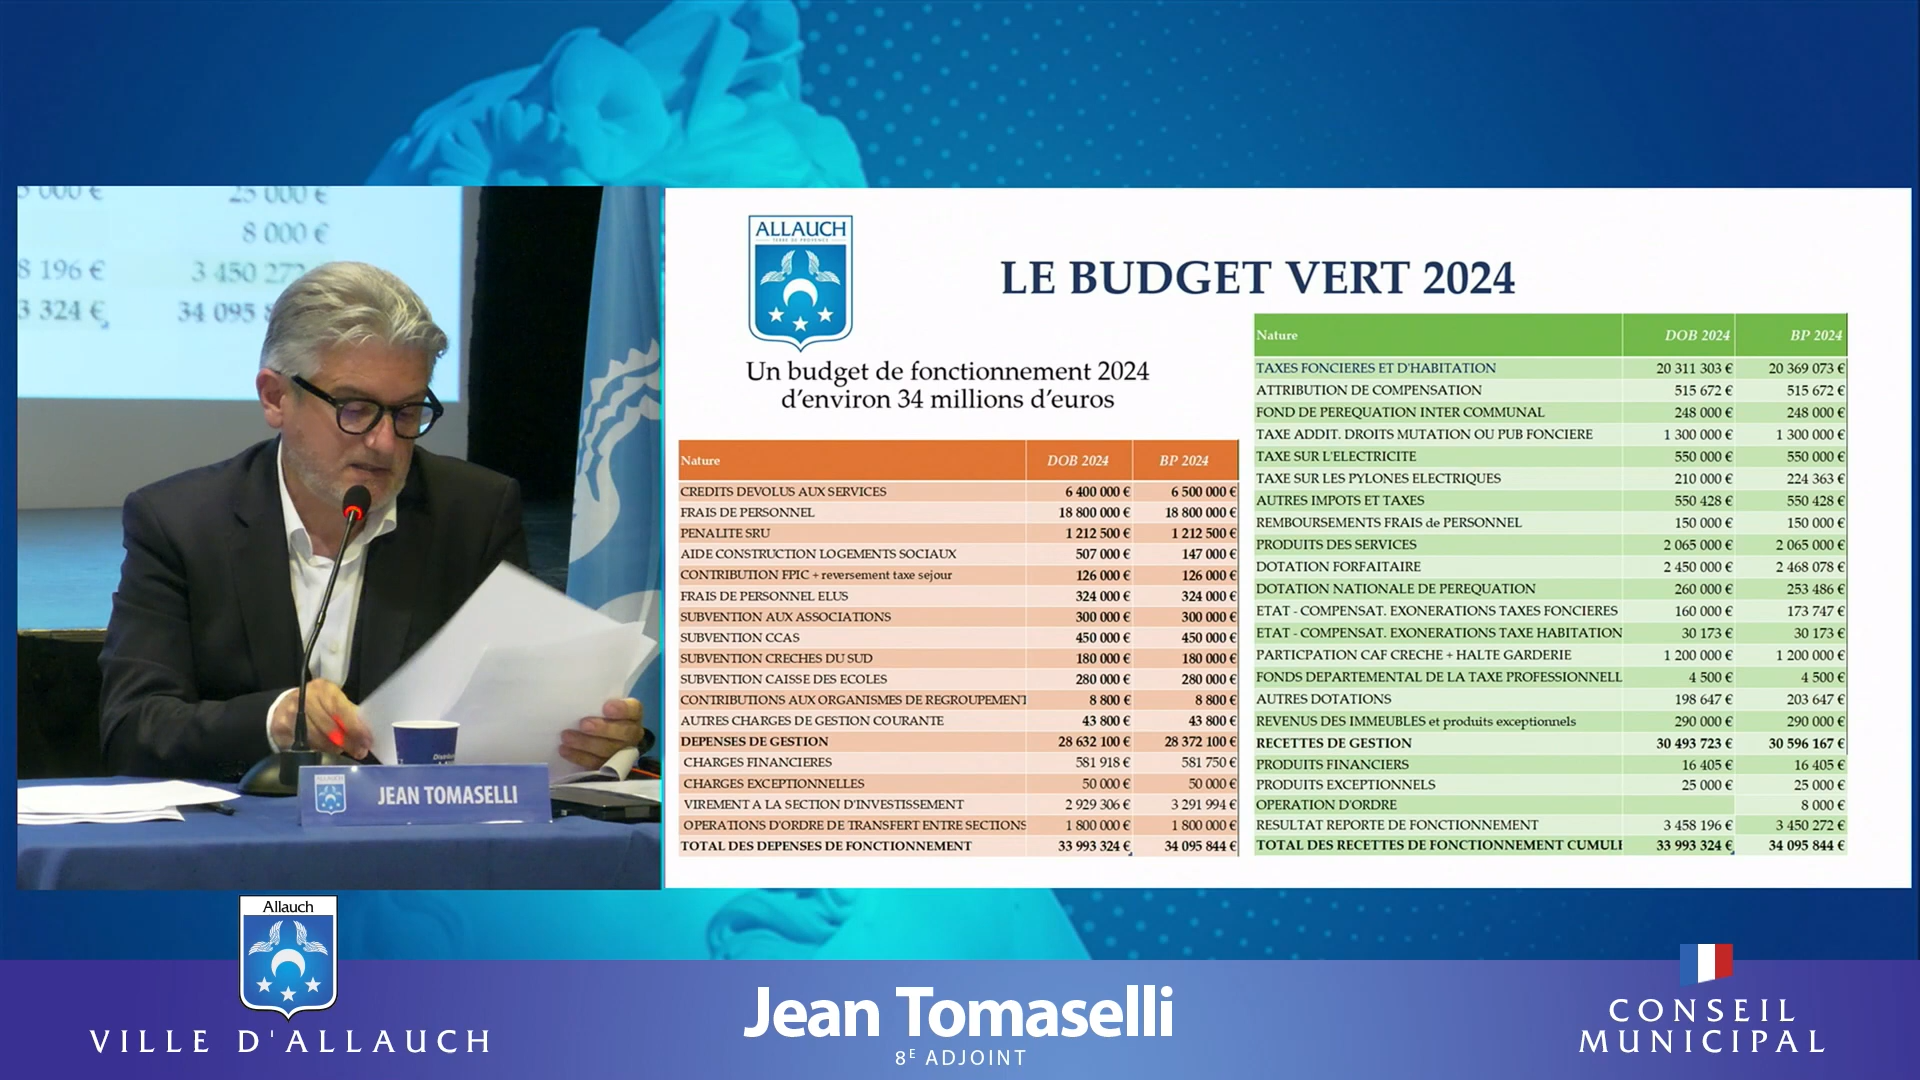 5 000 € 25 000 €
8 000 €
8 196 € 3 450 272
3 324 € 34 095 8
JEAN TOMASELLI
ALLAUCH
TERRE DE PROVENCE
LE BUDGET VERT 2024
Un budget de fonctionnement 2024
d'environ 34 millions d'euros
Nature DOB 2024 BP 2024
CREDITS DEVOLUS AUX SERVICES 6 400 000 € 6 500 000 €
FRAIS DE PERSONNEL 18 800 000 € 18 800 000 €
PENALITE SRU 1 212 500 € 1 212 500 €
AIDE CONSTRUCTION LOGEMENTS SOCIAUX 507 000 € 147 000 €
CONTRIBUTION FPIC + reversement taxe sejour 126 000 € 126 000 €
FRAIS DE PERSONNEL ELUS 324 000 € 324 000 €
SUBVENTION AUX ASSOCIATIONS 300 000 € 300 000 €
SUBVENTION CCAS 450 000 € 450 000 €
SUBVENTION CRECHES DU SUD 180 000 € 180 000 €
SUBVENTION CAISSE DES ECOLES 280 000 € 280 000 €
CONTRIBUTIONS AUX ORGANISMES DE REGROUPEMENT 8 800 € 8 800 €
AUTRES CHARGES DE GESTION COURANTE 43 800 € 43 800 €
DEPENSES DE GESTION 28 632 100 € 28 372 100 €
CHARGES FINANCIERES 581 918 € 581 750 €
CHARGES EXCEPTIONNELLES 50 000 € 50 000 €
VIREMENT A LA SECTION D'INVESTISSEMENT 2 929 306 € 3 291 994 €
OPERATIONS D'ORDRE DE TRANSFERT ENTRE SECTIONS 1 800 000 € 1 800 000 €
TOTAL DES DEPENSES DE FONCTIONNEMENT 33 993 324 € 34 095 844 €
Nature DOB 2024 BP 2024
TAXES FONCIERES ET D'HABITATION 20 311 303 € 20 369 073 €
ATTRIBUTION DE COMPENSATION 515 672 € 515 672 €
FOND DE PEREQUATION INTER COMMUNAL 248 000 € 248 000 €
TAXE ADDIT. DROITS MUTATION OU PUB FONCIERE 1 300 000 € 1 300 000 €
TAXE SUR L'ELECTRICITE 550 000 € 550 000 €
TAXE SUR LES PYLONES ELECTRIQUES 210 000 € 224 363 €
AUTRES IMPOTS ET TAXES 550 428 € 550 428 €
REMBOURSEMENTS FRAIS de PERSONNEL 150 000 € 150 000 €
PRODUITS DES SERVICES 2 065 000 € 2 065 000 €
DOTATION FORFAITAIRE 2 450 000 € 2 468 078 €
DOTATION NATIONALE DE PEREQUATION 260 000 € 253 486 €
ETAT - COMPENSAT. EXONERATIONS TAXES FONCIERES 160 000 € 173 747 €
ETAT - COMPENSAT. EXONERATIONS TAXE HABITATION 30 173 € 30 173 €
PARTICPATION CAF CRECHE + HALTE GARDERIE 1 200 000 € 1 200 000 €
FONDS DEPARTEMENTAL DE LA TAXE PROFESSIONNELL 4 500 € 4 500 €
AUTRES DOTATIONS 198 647 € 203 647 €
REVENUS DES IMMEUBLES et produits exceptionnels 290 000 € 290 000 €
RECETTES DE GESTION 30 493 723 € 30 596 167 €
PRODUITS FINANCIERS 16 405 € 16 405 €
PRODUITS EXCEPTIONNELS 25 000 € 25 000 €
OPERATION D'ORDRE 8 000 €
RESULTAT REPORTE DE FONCTIONNEMENT 3 458 196 € 3 450 272 €
TOTAL DES RECETTES DE FONCTIONNEMENT CUMULE 33 993 324 € 34 095 844 €
Allauch
VILLE D'ALLAUCH
Jean Tomaselli
8E ADJOINT
CONSEIL
MUNICIPAL